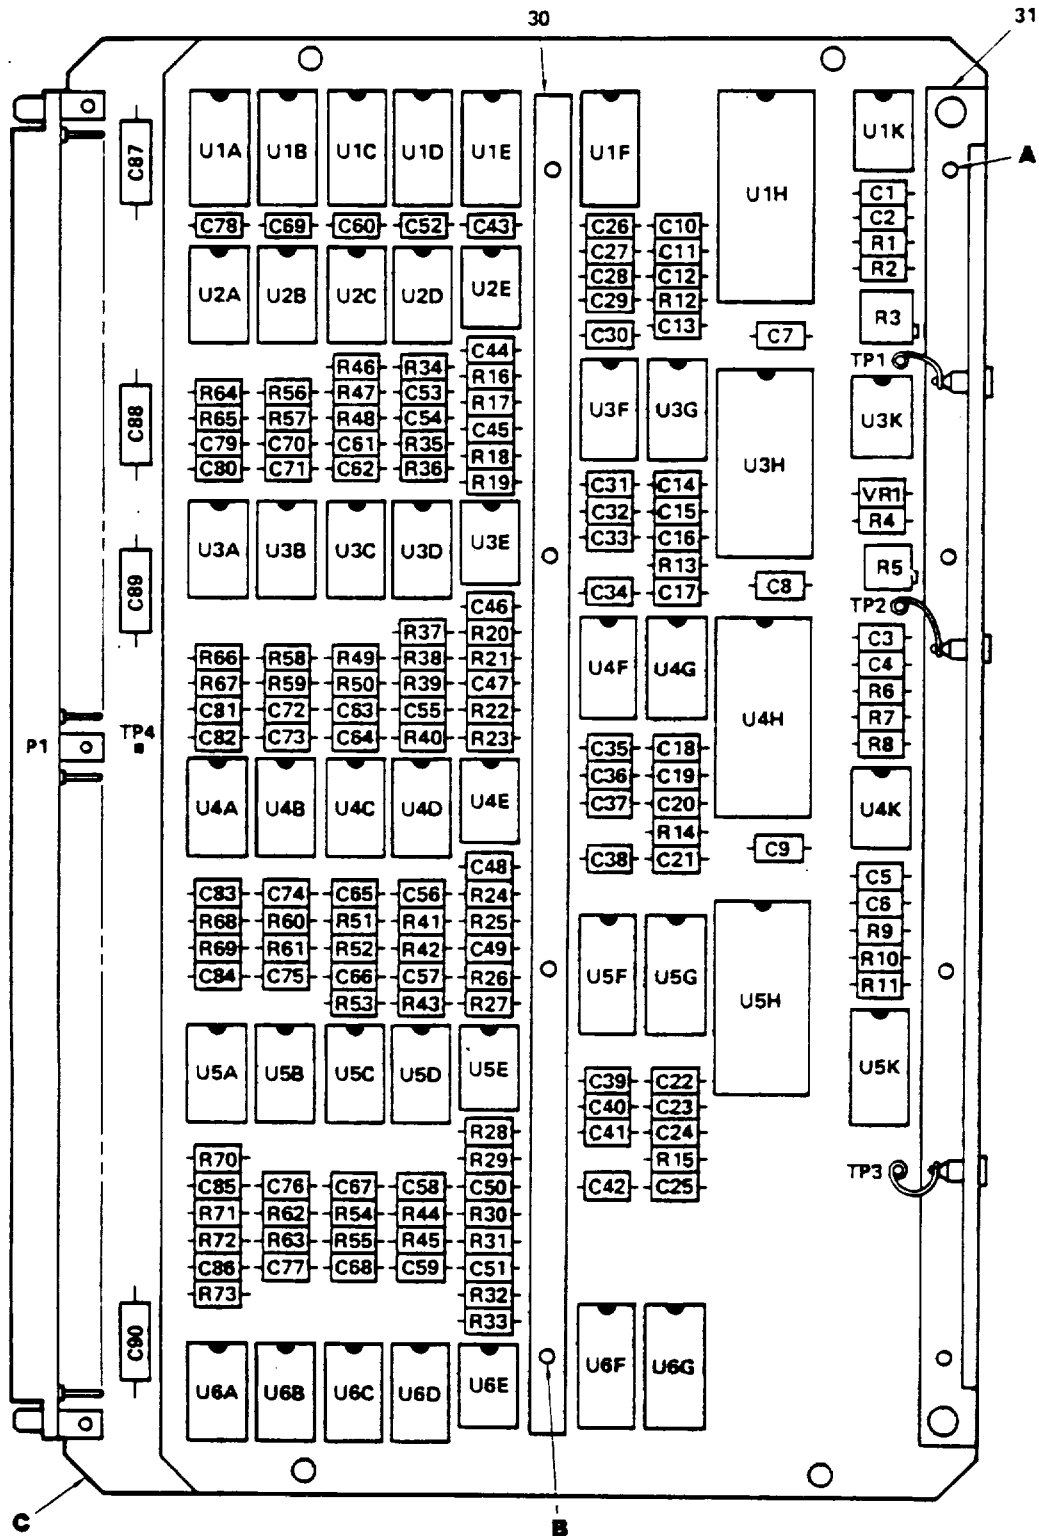 30 31
A
C87 U1A U1B U1C U1D U1E U1F U1H U1K
C1
C2
C78 C69 C60 C52 C43 C26 C10
R1
C27 C11
R2
C28 C12
U2A U2B U2C U2D U2E
C29 R12
R3
C30 C13 C7
C44
TP1
R46 R34
R16
R64 R56 R47 C53
R17
C88 R65 R57 R48 C54 U3F U3G U3K
C45
C79 C70 C61 R35
R18 U3H
C80 C71 C62 R36
R19 C31 C14
VR1
C32 C15
R4
C33 C16
U3A U3B U3C U3D U3E
R13 R5
C89 C34 C17 C8
C46 TP2
R37 R20
C3
R66 R58 R49 R38 R21
C4
R67 R59 R50 R39 C47 U4F U4G
R6
C81 C72 C63 C55 R22
R7
P1 TP4 C82 C73 C64 R40 R23 U4H
R8
C35 C18
C36 C19
C37 C20
U4A U4B U4C U4D U4E U4K
R14
C9
C38 C21
C48
C5
C83 C74 C65 C56 R24
C6
R68 R60 R51 R41 R25
R9
R69 R61 R52 R42 C49
R10
C84 C75 C66 C57 R26 U5F U5G
R11
R53 R43 R27 U5H
U5A U5B U5C U5D U5E U5K
C39 C22
C40 C23
R28 C41 C24
R70 R29 R15
TP3
C85 C76 C67 C58 C50 C42 C25
R71 R62 R54 R44 R30
R72 R63 R55 R45 R31
C86 C77 C68 C59 C51
R73 R32
R33
C90 U6A U6B U6C U6D U6E U6F U6G
C B